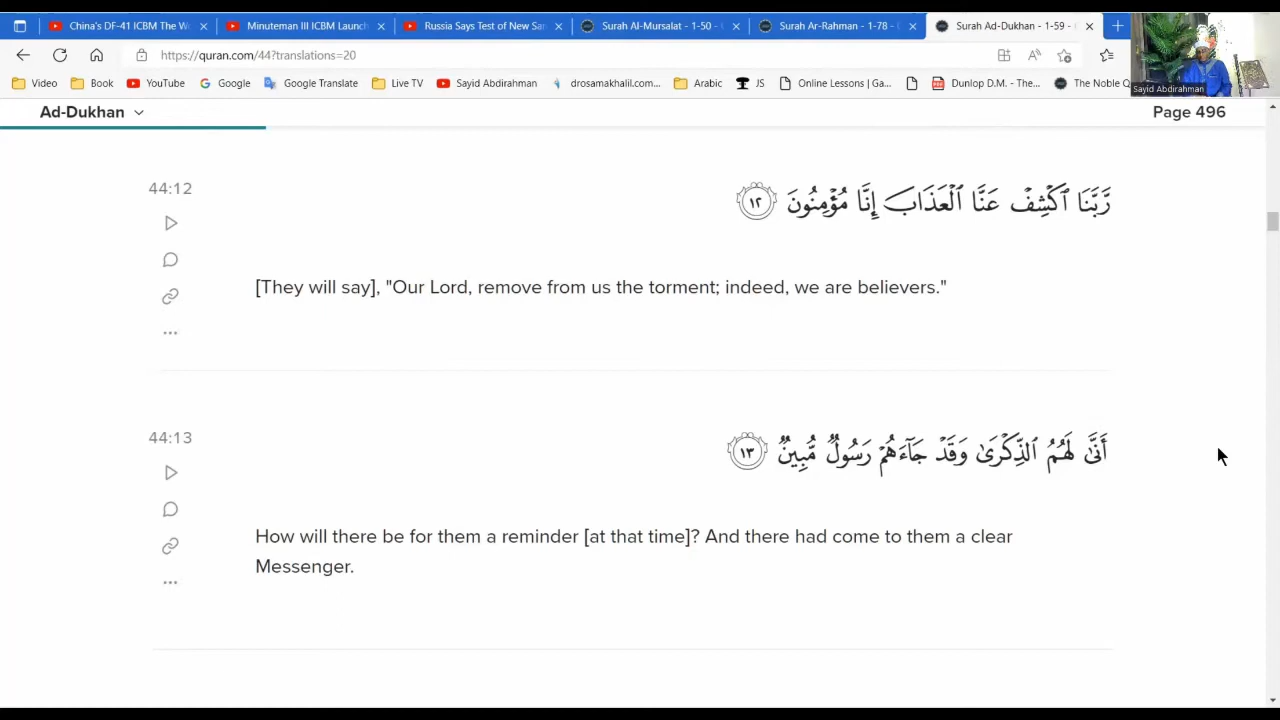 China's DF-41 ICBM The W
Minuteman III ICBM Launch
Russia Says Test of New Sar
Surah Al-Mursalat - 1-50 -
Surah Ar-Rahman - 1-78 -
Surah Ad-Dukhan - 1-59 -
https://quran.com/44?translations=20
Sayid Abdirahman
Video
Book
YouTube
Google
Google Translate
Live TV
Sayid Abdirahman
drosamakhalil.com...
Arabic
JS
Online Lessons | Ga...
Dunlop D.M. - The...
The Noble Q
Ad-Dukhan
Page 496
44:12
رَّبَّنَا ٱكْشِفْ عَنَّا ٱلْعَذَابَ إِنَّا مُؤْمِنُونَ ١٢
[They will say], "Our Lord, remove from us the torment; indeed, we are believers."
44:13
أَنَّىٰ لَهُمُ ٱلذِّكْرَىٰ وَقَدْ جَآءَهُمْ رَسُولٌ مُّبِينٌ ١٣
How will there be for them a reminder [at that time]? And there had come to them a clear
Messenger.